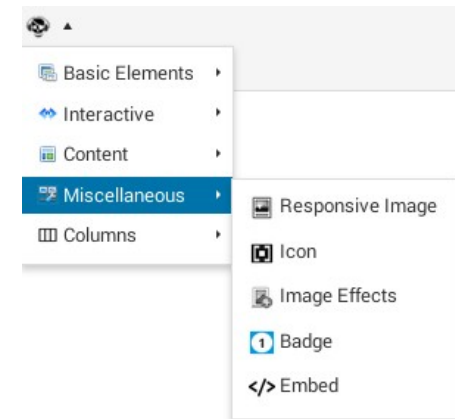 Basic Elements
Interactive
Content
Miscellaneous
Columns
Responsive Image
Icon
Image Effects
1 Badge
</> Embed